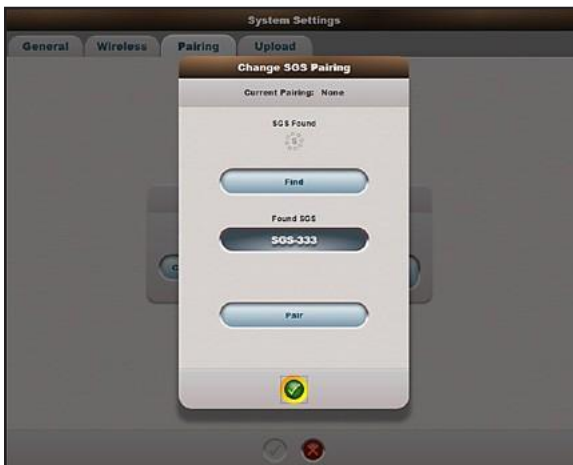 System Settings
General Wireless Pairing Upload
Change SGS Pairing
Current Pairing: None
SGS Found
Find
Found SGS
SGS-333
Pair